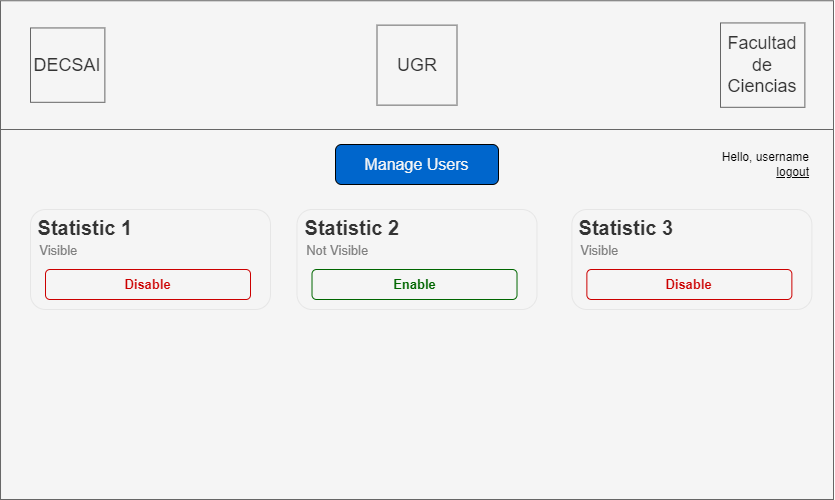 DECSAI
UGR
Facultad
de
Ciencias
Manage Users
Hello, username
logout
Statistic 1
Visible
Disable
Statistic 2
Not Visible
Enable
Statistic 3
Visible
Disable